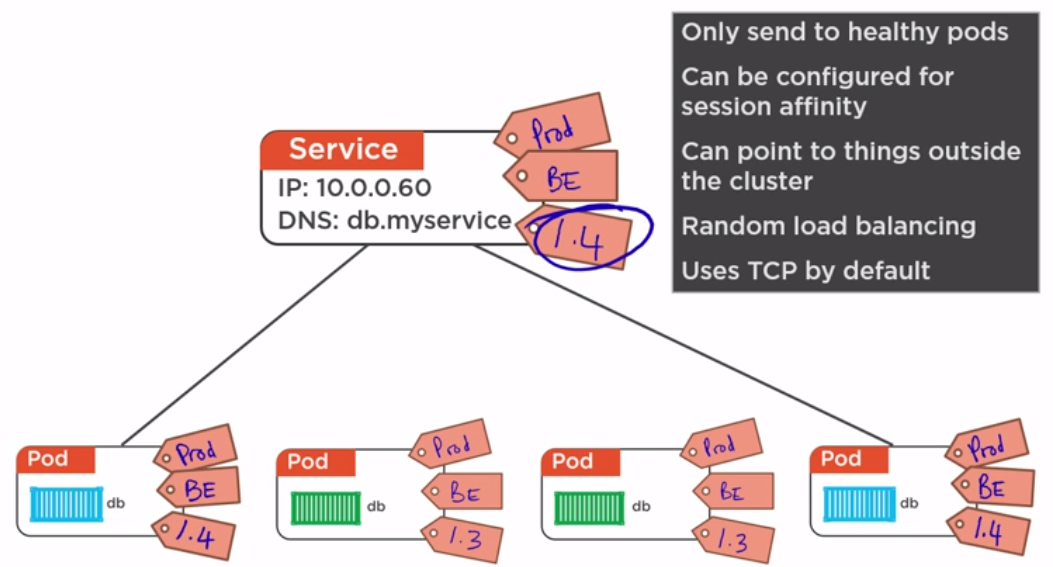 Only send to healthy pods
Can be configured for
session affinity
Can point to things outside
the cluster
Random load balancing
Uses TCP by default
Service
IP: 10.0.0.60
DNS: db.myservice
Prod
BE
1.4
Pod
db
Prod
BE
1.4
Pod
db
Prod
BE
1.3
Pod
db
Prod
BE
1.3
Pod
db
Prod
BE
1.4